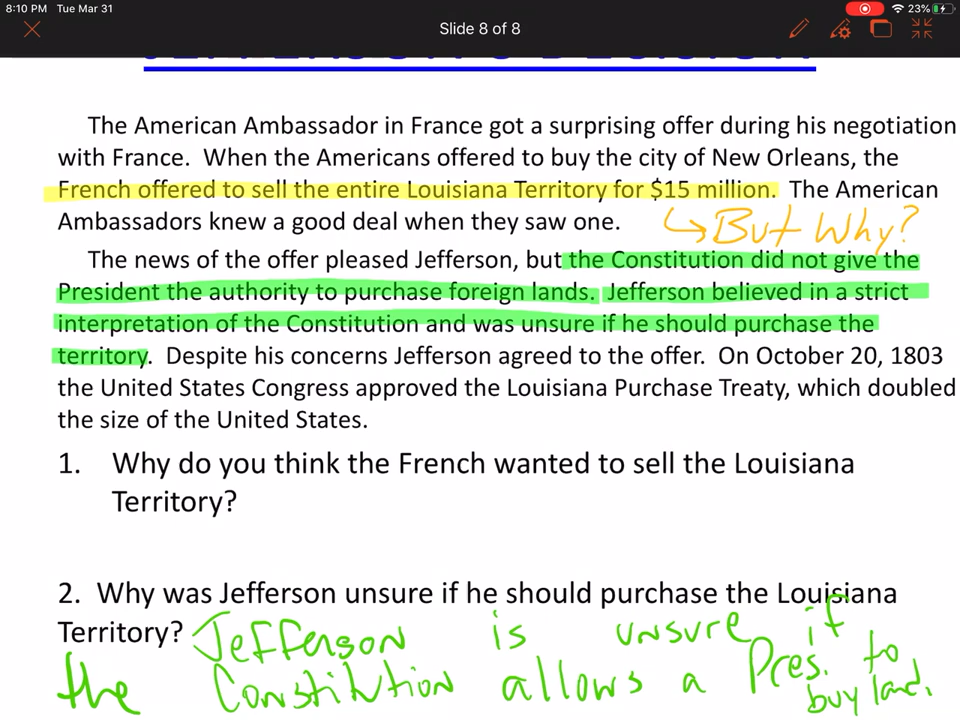 8:10 PM Tue Mar 31
23%
Slide 8 of 8
JEFFERSON'S DECISION
The American Ambassador in France got a surprising offer during his negotiation
with France. When the Americans offered to buy the city of New Orleans, the
French offered to sell the entire Louisiana Territory for $15 million. The American
Ambassadors knew a good deal when they saw one.
But Why?
The news of the offer pleased Jefferson, but the Constitution did not give the
President the authority to purchase foreign lands. Jefferson believed in a strict
interpretation of the Constitution and was unsure if he should purchase the
territory. Despite his concerns Jefferson agreed to the offer. On October 20, 1803
the United States Congress approved the Louisiana Purchase Treaty, which doubled
the size of the United States.
1. Why do you think the French wanted to sell the Louisiana
Territory?
2. Why was Jefferson unsure if he should purchase the Louisiana
Territory?
Jefferson is unsure if
the Constitution allows a Pres. to
buy land.